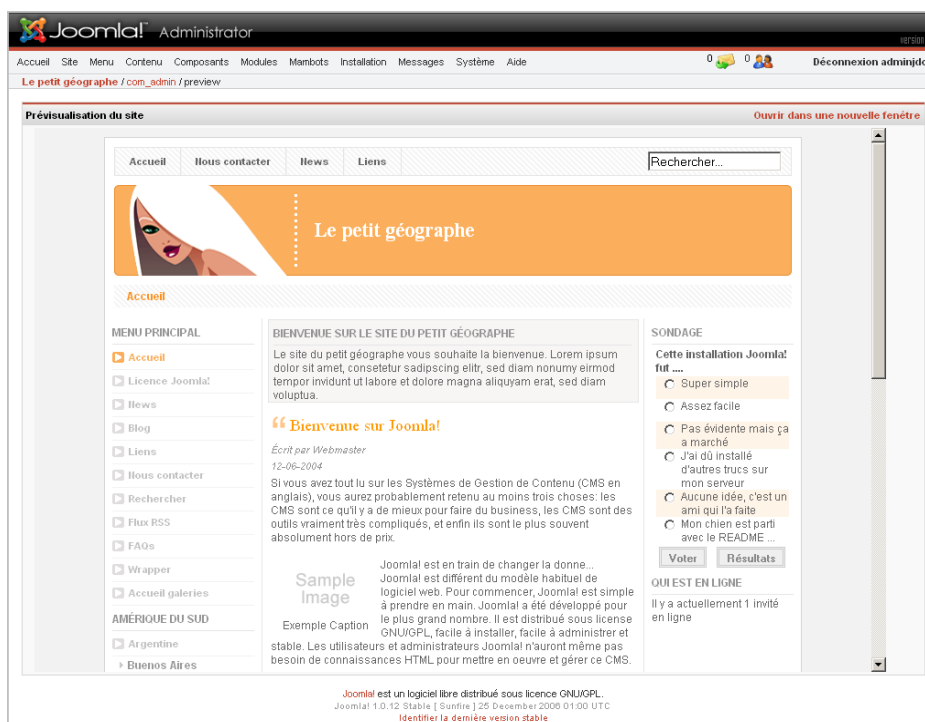 Joomla!™ Administrator
version
Accueil Site Menu Contenu Composants Modules Mambots Installation Messages Système Aide 0 0 Déconnexion adminjdc
Le petit géographe / com_admin / preview
Prévisualisation du site
Ouvrir dans une nouvelle fenêtre
Accueil Nous contacter News Liens
Rechercher...
Le petit géographe
Accueil
MENU PRINCIPAL
Accueil
Licence Joomla!
News
Blog
Liens
Nous contacter
Rechercher
Flux RSS
FAQs
Wrapper
Accueil galeries
AMÉRIQUE DU SUD
Argentine
Buenos Aires
BIENVENUE SUR LE SITE DU PETIT GÉOGRAPHE
Le site du petit géographe vous souhaite la bienvenue. Lorem ipsum
dolor sit amet, consetetur sadipscing elitr, sed diam nonumy eirmod
tempor invidunt ut labore et dolore magna aliquyam erat, sed diam
voluptua.
Bienvenue sur Joomla!
Écrit par Webmaster
12-06-2004
Si vous avez tout lu sur les Systèmes de Gestion de Contenu (CMS en
anglais), vous aurez probablement retenu au moins trois choses: les
CMS sont ce qu'il y a de mieux pour faire du business, les CMS sont des
outils vraiment très compliqués, et enfin ils sont le plus souvent
absolument hors de prix.
Sample
Image
Exemple Caption
Joomla! est en train de changer la donne...
Joomla! est différent du modèle habituel de
logiciel web. Pour commencer, Joomla! est simple
à prendre en main. Joomla! a été développé pour
le plus grand nombre. Il est distribué sous license
GNU/GPL, facile à installer, facile à administrer et
stable. Les utilisateurs et administrateurs Joomla! n'auront même pas
besoin de connaissances HTML pour mettre en oeuvre et gérer ce CMS.
SONDAGE
Cette installation Joomla!
fut ....
Super simple
Assez facile
Pas évidente mais ça
a marché
J'ai dû installé
d'autres trucs sur
mon serveur
Aucune idée, c'est un
ami qui l'a faite
Mon chien est parti
avec le README ...
Voter Résultats
QUI EST EN LIGNE
Il y a actuellement 1 invité
en ligne
Joomla! est un logiciel libre distribué sous licence GNU/GPL.
Joomla! 1.0.12 Stable [ Sunfire ] 25 December 2006 01:00 UTC
Identifier la dernière version stable